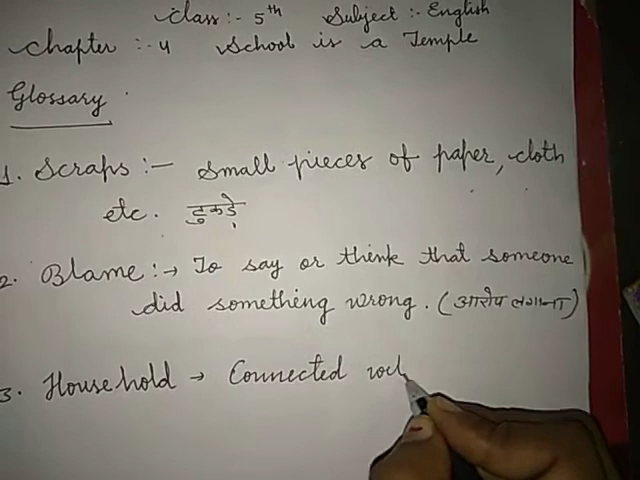 Class :- 5th Subject :- English
Chapter :- 4 School is a Temple
Glossary
1. Scraps :- Small pieces of paper, cloth
etc. टुकड़े
2. Blame :→ To say or think that someone
did something wrong. (आरोप लगाना)
3. Household → Connected